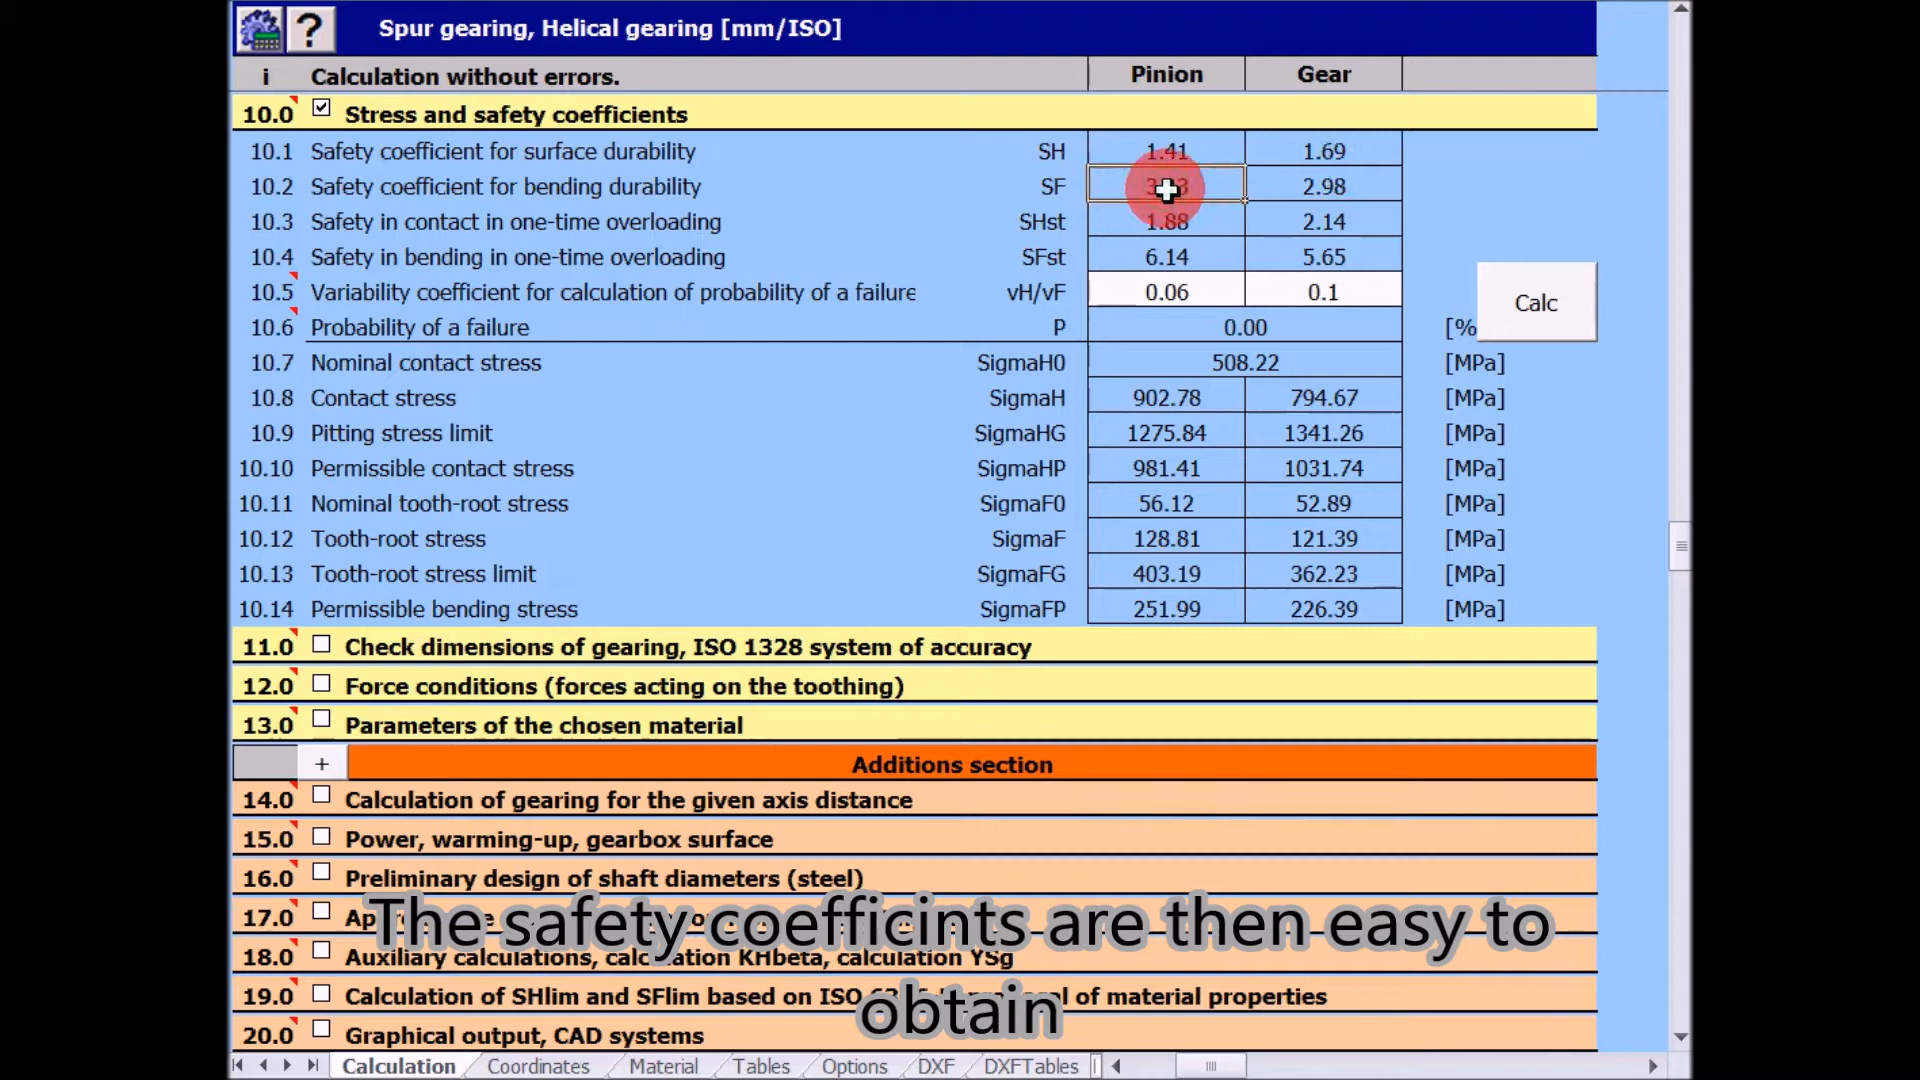 ? Spur gearing, Helical gearing [mm/ISO]
i Calculation without errors. Pinion Gear
10.0 Stress and safety coefficients
10.1 Safety coefficient for surface durability SH 1.41 1.69
10.2 Safety coefficient for bending durability SF 2.98
10.3 Safety in contact in one-time overloading SHst 1.88 2.14
10.4 Safety in bending in one-time overloading SFst 6.14 5.65
10.5 Variability coefficient for calculation of probability of a failure vH/vF 0.06 0.1
Calc
10.6 Probability of a failure P 0.00 [%
10.7 Nominal contact stress SigmaH0 508.22 [MPa]
10.8 Contact stress SigmaH 902.78 794.67 [MPa]
10.9 Pitting stress limit SigmaHG 1275.84 1341.26 [MPa]
10.10 Permissible contact stress SigmaHP 981.41 1031.74 [MPa]
10.11 Nominal tooth-root stress SigmaF0 56.12 52.89 [MPa]
10.12 Tooth-root stress SigmaF 128.81 121.39 [MPa]
10.13 Tooth-root stress limit SigmaFG 403.19 362.23 [MPa]
10.14 Permissible bending stress SigmaFP 251.99 226.39 [MPa]
11.0 Check dimensions of gearing, ISO 1328 system of accuracy
12.0 Force conditions (forces acting on the toothing)
13.0 Parameters of the chosen material
+ Additions section
14.0 Calculation of gearing for the given axis distance
15.0 Power, warming-up, gearbox surface
16.0 Preliminary design of shaft diameters (steel)
17.0
The safety coefficints are then easy to
18.0 Auxiliary calculations, calculation KHbeta, calculation YSg
19.0 Calculation of SHlim and SFlim based on ISO of material properties
obtain
20.0 Graphical output, CAD systems
Calculation Coordinates Material Tables Options DXF DXFTables